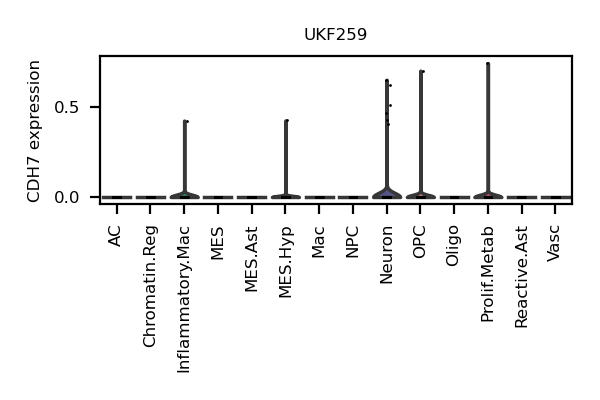 UKF259
CDH7 expression
0.5
0.0
AC
Chromatin.Reg
Inflammatory.Mac
MES
MES.Ast
MES.Hyp
Mac
NPC
Neuron
OPC
Oligo
Prolif.Metab
Reactive.Ast
Vasc